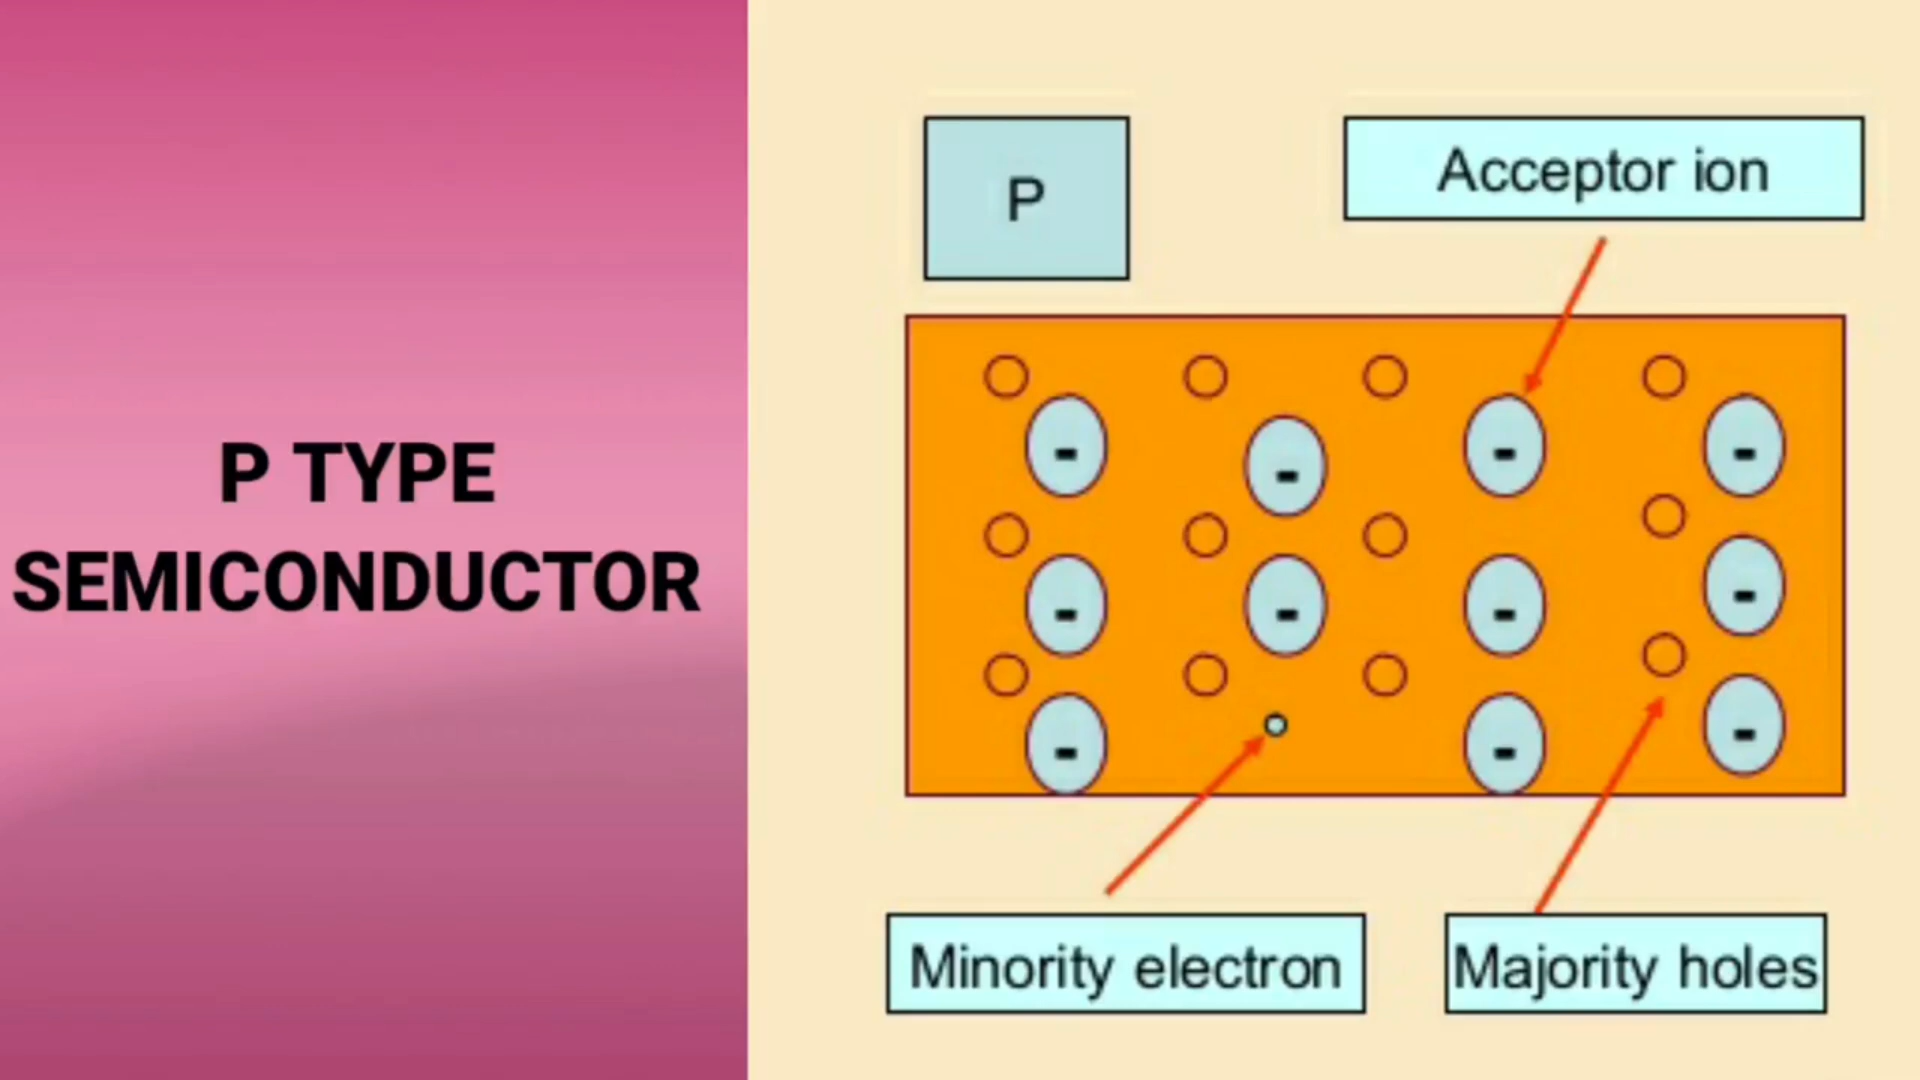 P TYPE
SEMICONDUCTOR
P
Acceptor ion
-
-
-
-
-
-
-
-
-
-
-
Minority electron
Majority holes